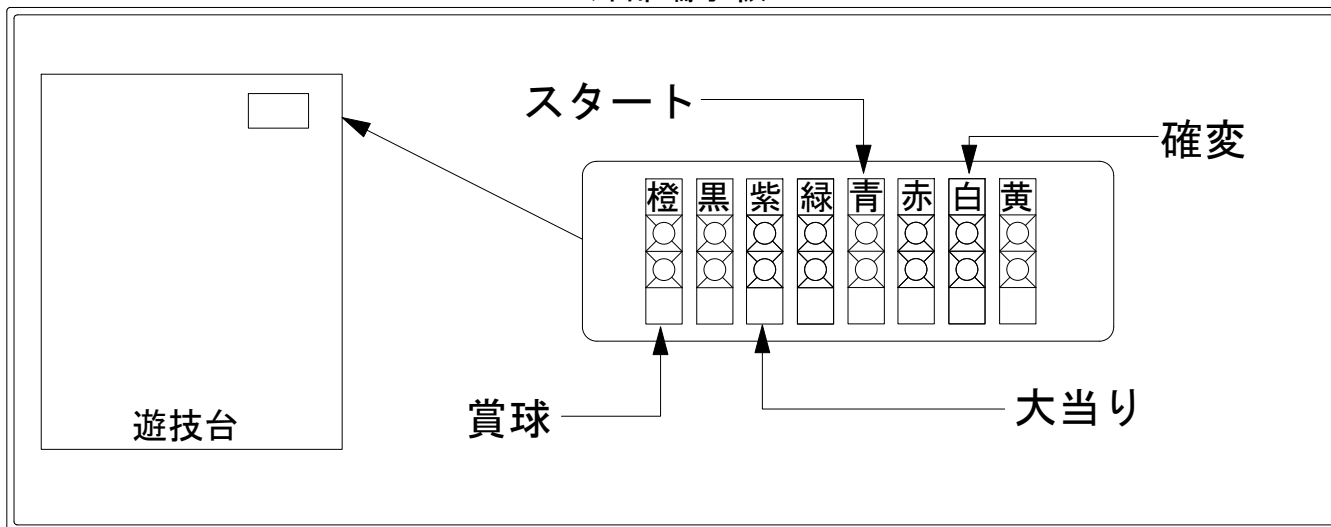 スタート
確変
橙 黒 紫 緑 青 赤 白 黄
賞球
大当り
遊技台